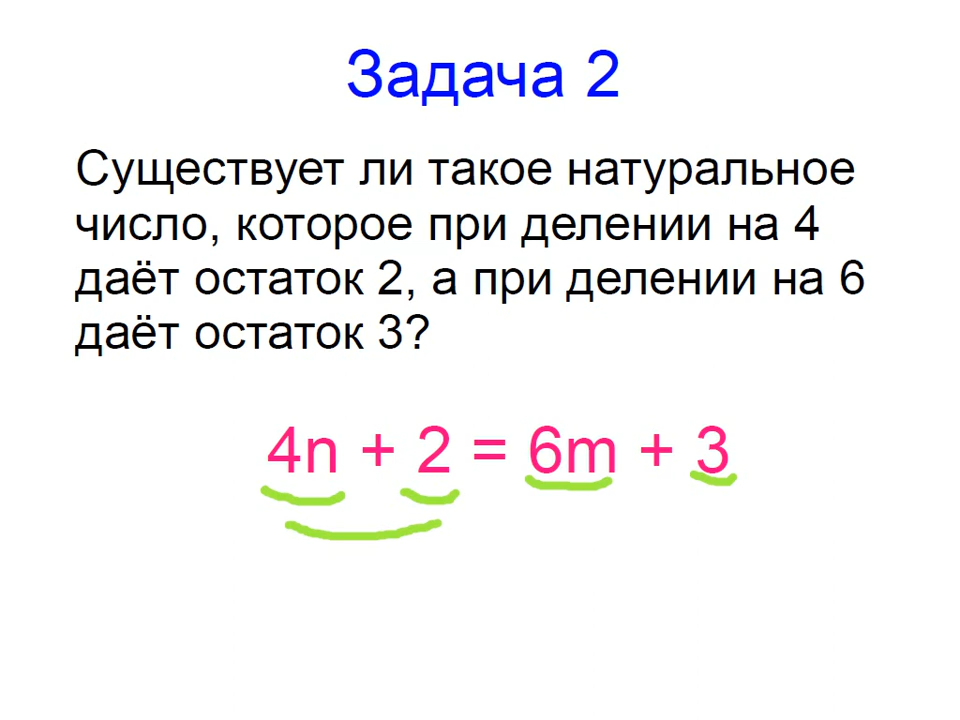 Задача 2
Существует ли такое натуральное
число, которое при делении на 4
даёт остаток 2, а при делении на 6
даёт остаток 3?
4n + 2 = 6m + 3